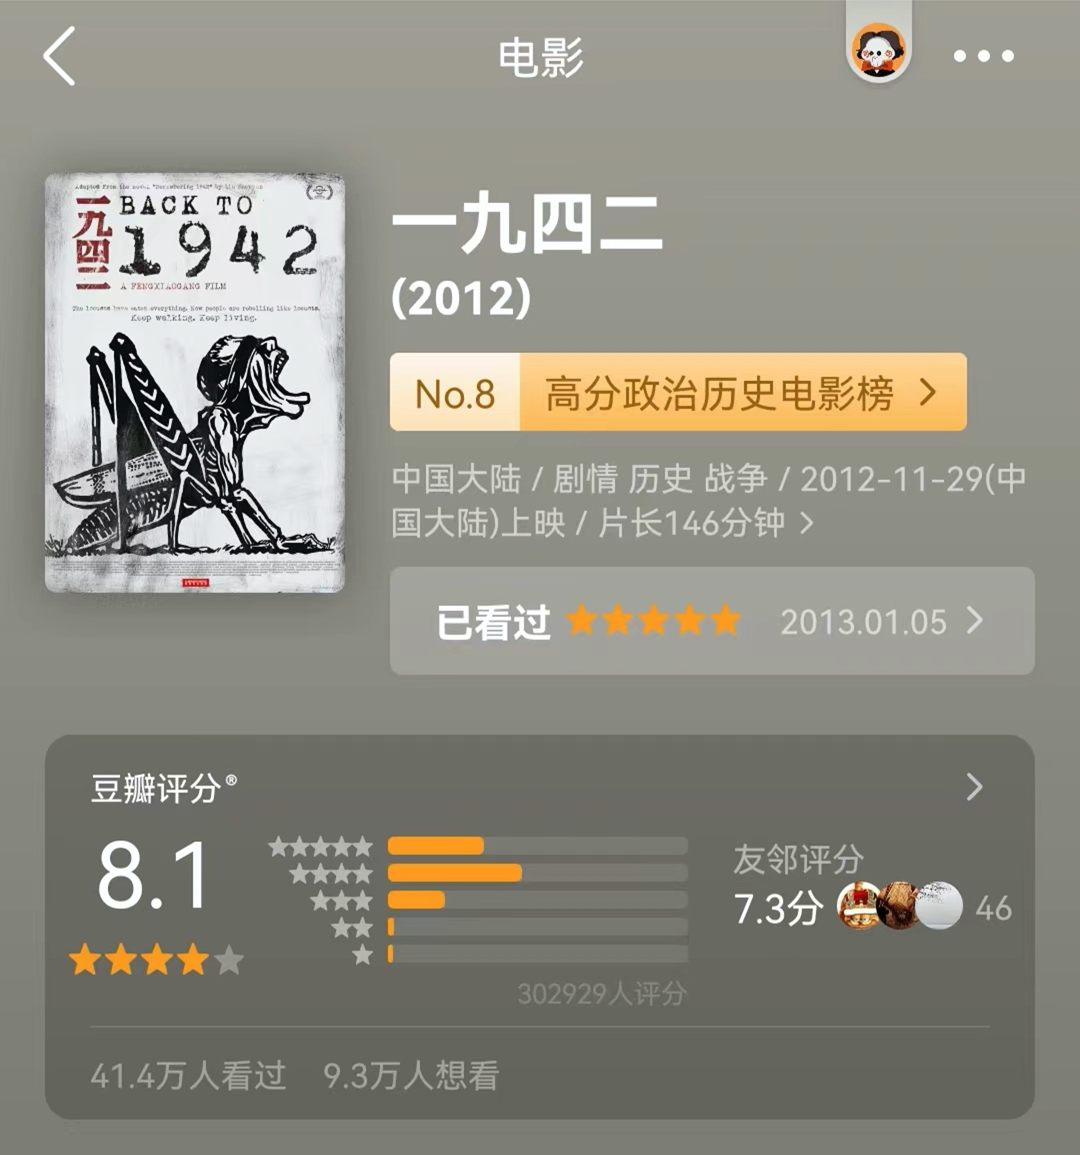 电影
Adapted From the novel "Remembering 1942" by Liu Zhenyun
一九四二
BACK TO
1942
A FENGXIAOGANG FILM
The locusts have eaten everything. Now people are rebelling like locusts.
Keep walking. Keep living.
一九四二
(2012)
No.8 高分政治历史电影榜
中国大陆 / 剧情 历史 战争 / 2012-11-29(中
国大陆)上映 / 片长146分钟
已看过 2013.01.05
豆瓣评分®
8.1
友邻评分
7.3分 46
302929人评分
41.4万人看过 9.3万人想看